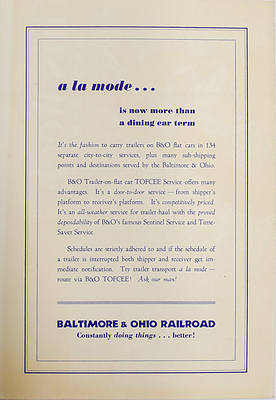 a la mode...
is now more than
a dining car term
It's the fashion to carry trailers on B&O flat cars in 134
separate city-to-city services, plus many sub-shipping
points and destinations served by the Baltimore & Ohio.
B&O Trailer-on-flat car TOFCEE Service offers many
advantages. It's a door-to-door service — from shipper's
platform to receiver's platform. It's competitively priced.
It's an all-weather service for trailer-haul with the proved
dependability of B&O's famous Sentinel Service and Time-
Saver Service.
Schedules are strictly adhered to and if the schedule of
a trailer is interrupted both shipper and receiver get im-
mediate notification. Try trailer transport a la mode —
route via B&O TOFCEE! Ask our man!
BALTIMORE & OHIO RAILROAD
Constantly doing things... better!